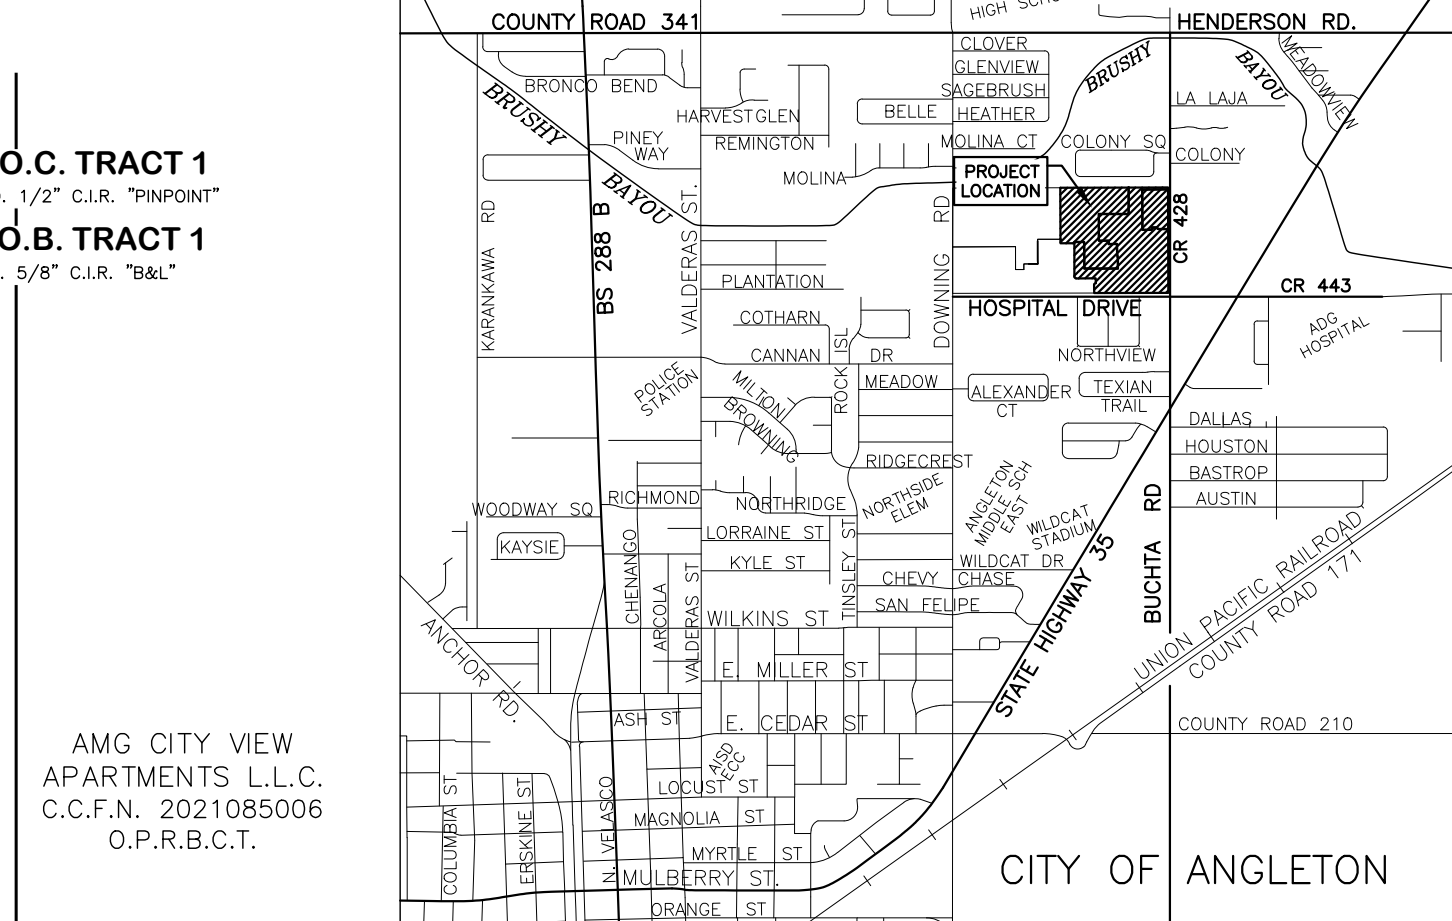 O.C. TRACT 1
. 1/2" C.I.R. "PINPOINT"
O.B. TRACT 1
. 5/8" C.I.R. "B&L"
AMG CITY VIEW
APARTMENTS L.L.C.
C.C.F.N. 2021085006
O.P.R.B.C.T.
COUNTY ROAD 341
HENDERSON RD.
CLOVER
GLENVIEW
SAGEBRUSH
HEATHER
BELLE
BRUSHY
BAYOU
MEADOWVIEW
LA LAJA
BRONCO BEND
BRUSHY
BAYOU
HARVESTGLEN
REMINGTON
PINEY
WAY
MOLINA CT
COLONY SQ
COLONY
MOLINA
PROJECT
LOCATION
KARANKAWA RD
BS 288 B
VALDERAS ST.
DOWNING RD
CR 428
PLANTATION
CR 443
HOSPITAL DRIVE
COTHARN
CANNAN DR
ROCK ISL
NORTHVIEW
ADG
HOSPITAL
POLICE
STATION
MILTON
BROWNING
MEADOW
ALEXANDER
CT
TEXIAN
TRAIL
DALLAS
HOUSTON
BASTROP
AUSTIN
RIDGECREST
RICHMOND
NORTHRIDGE
NORTHSIDE
ELEM
ANGLETON
MIDDLE SCH
EAST
WILDCAT
STADIUM
WOODWAY SQ
KAYSIE
LORRAINE ST
KYLE ST
TINSLEY ST
WILDCAT DR
CHEVY CHASE
SAN FELIPE
CHENANGO
ARCOLA
VALDERAS ST
WILKINS ST
STATE HIGHWAY 35
BUCHTA RD
UNION PACIFIC RAILROAD
COUNTY ROAD 171
ANCHOR RD.
E. MILLER ST
ASH ST
E. CEDAR ST
COUNTY ROAD 210
AISD
ECC
LOCUST ST
COLUMBIA ST
ERSKINE ST
N. VELASCO
MAGNOLIA ST
MYRTLE ST
MULBERRY ST.
ORANGE ST
CITY OF ANGLETON